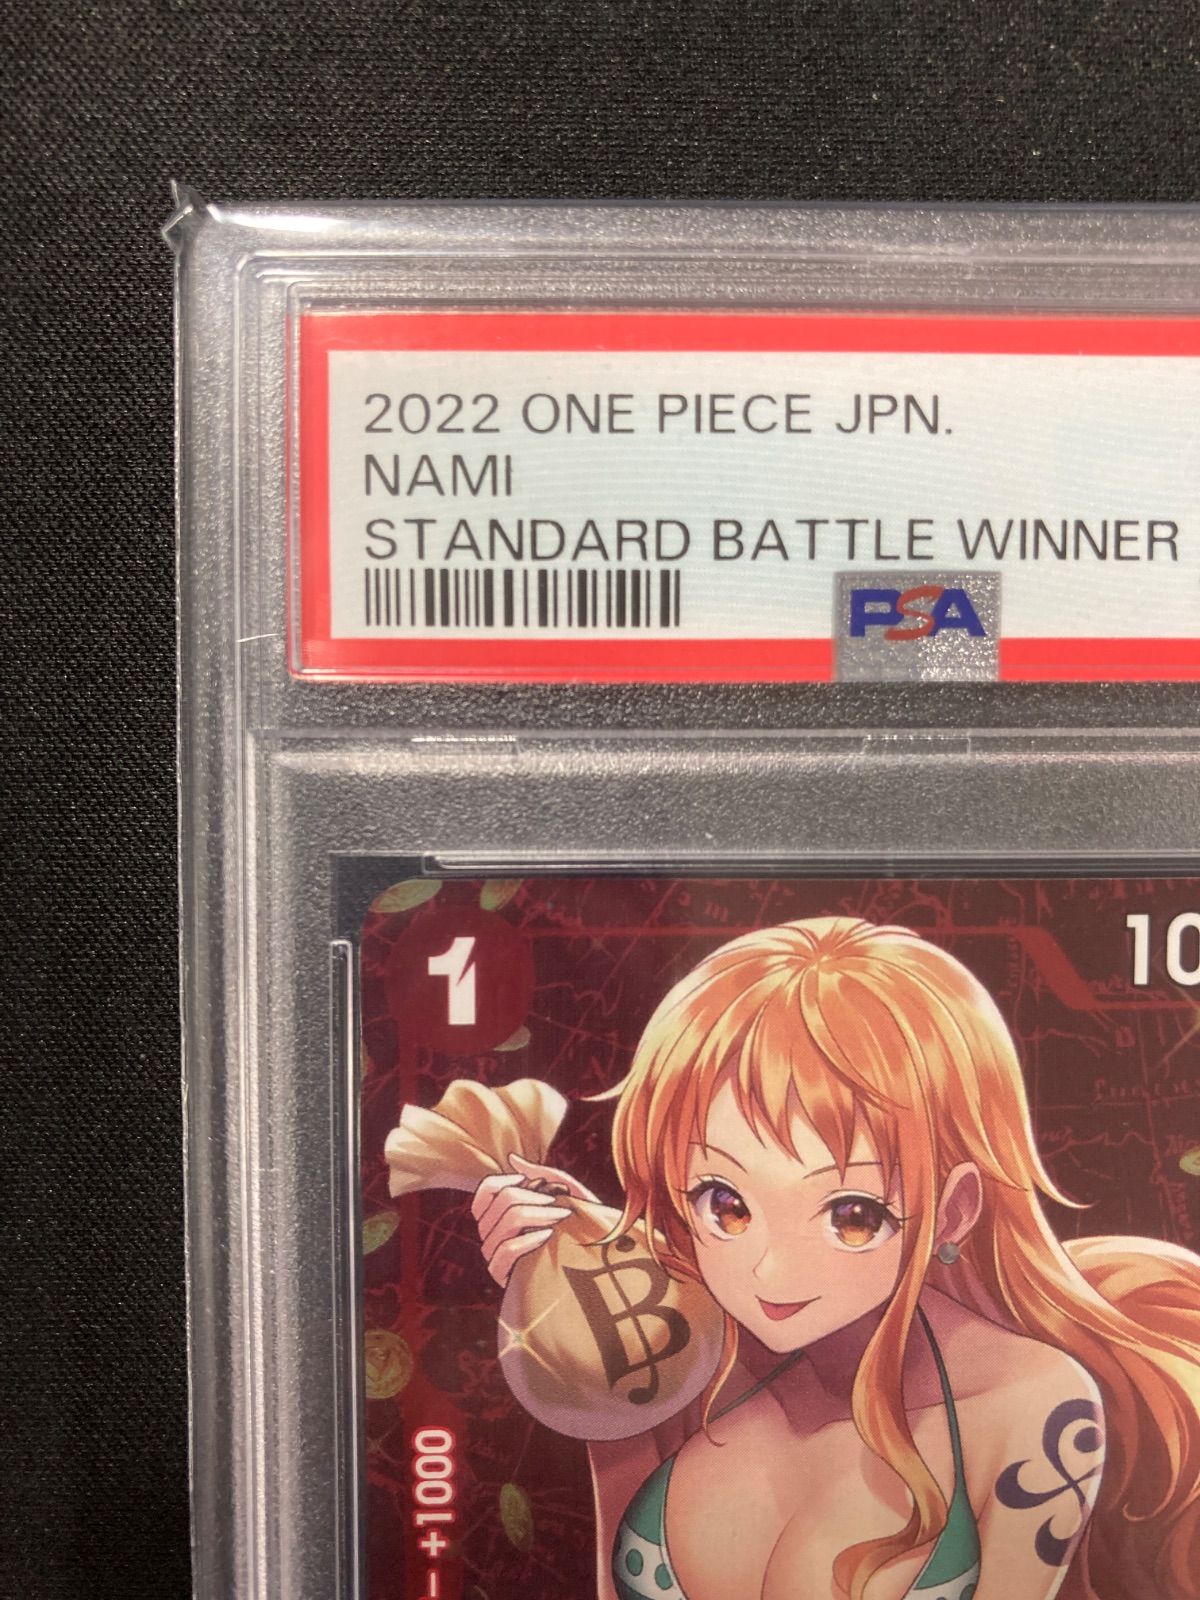 2022 ONE PIECE JPN.
NAMI
STANDARD BATTLE WINNER
PSA
1
10
B
+1000